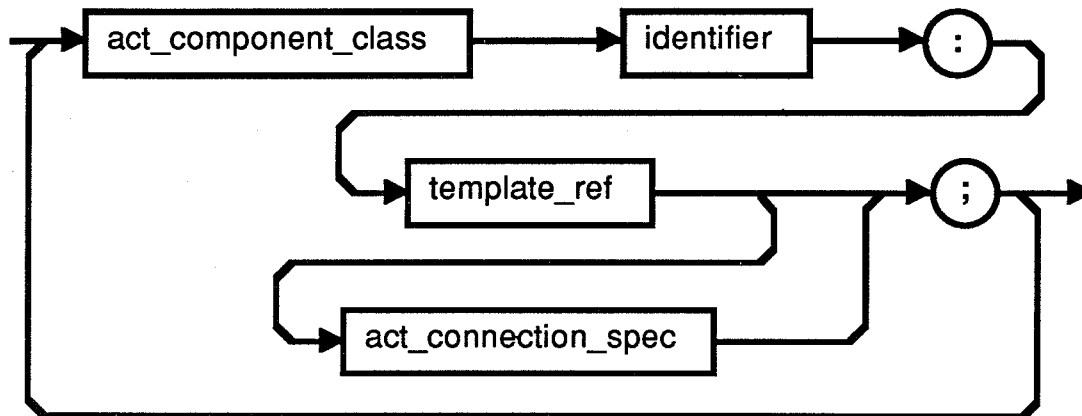 act_component_class identifier :
template_ref ;
act_connection_spec